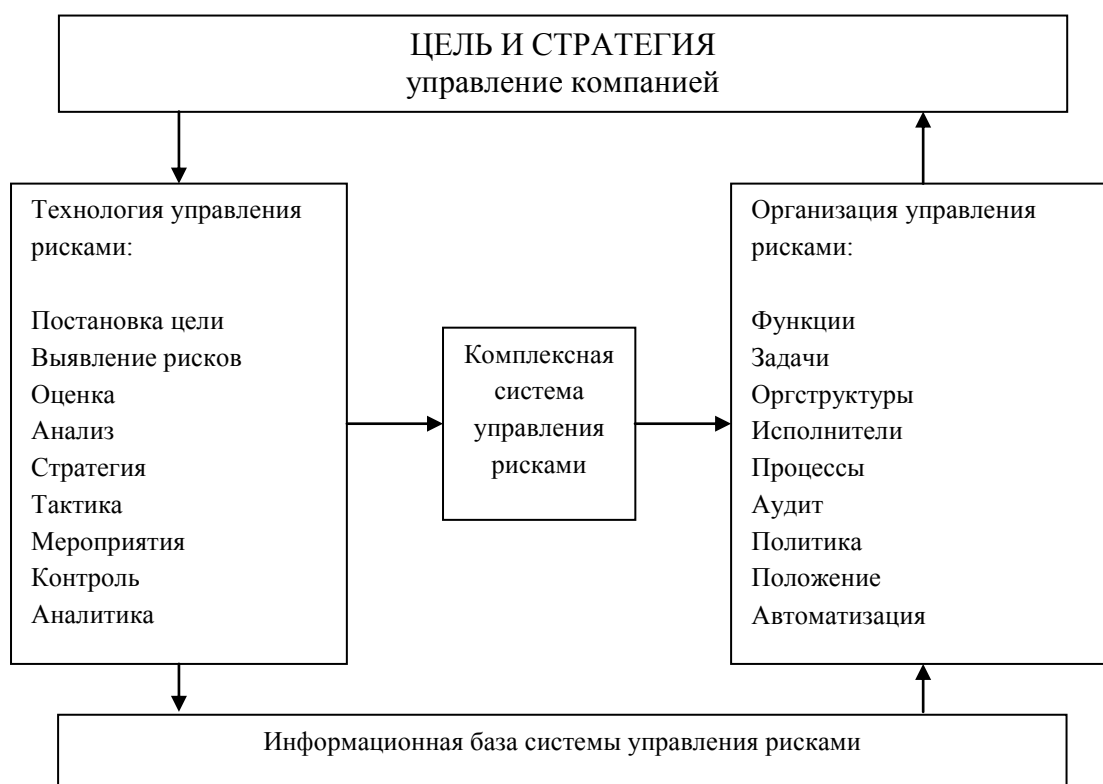 ЦЕЛЬ И СТРАТЕГИЯ
управление компанией
Технология управления
рисками:
Постановка цели
Выявление рисков
Оценка
Анализ
Стратегия
Тактика
Мероприятия
Контроль
Аналитика
Комплексная
система
управления
рисками
Организация управления
рисками:
Функции
Задачи
Оргструктуры
Исполнители
Процессы
Аудит
Политика
Положение
Автоматизация
Информационная база системы управления рисками